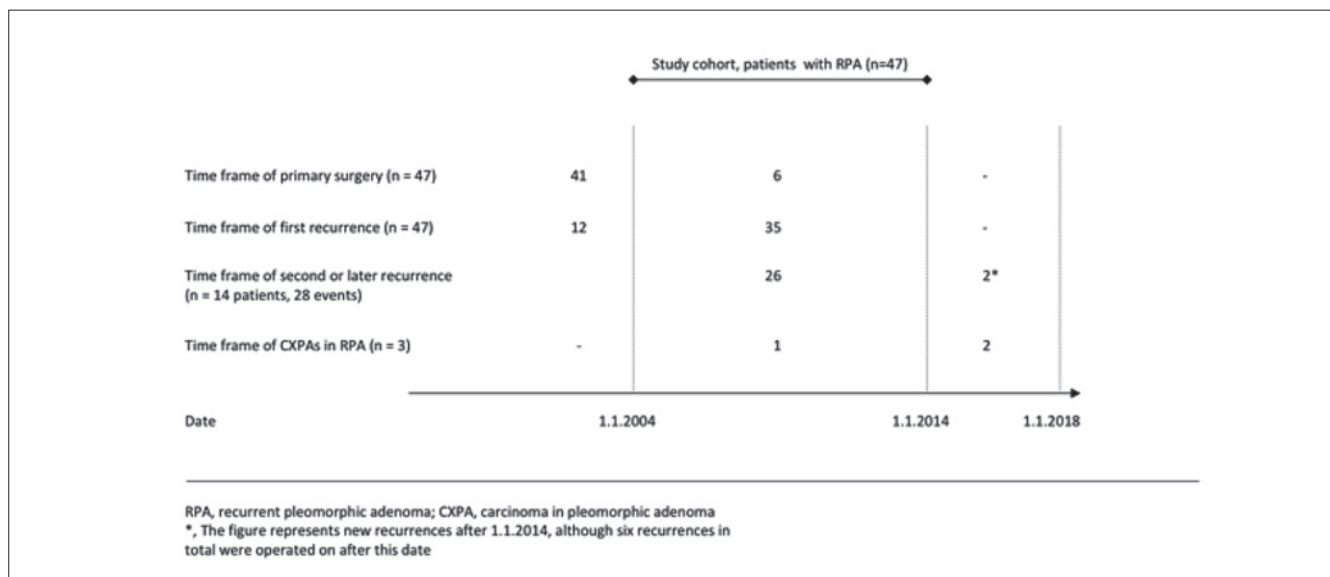 Study cohort, patients with RPA (n=47)
Time frame of primary surgery (n = 47) 41 6 -
Time frame of first recurrence (n = 47) 12 35 -
Time frame of second or later recurrence 26 2*
(n = 14 patients, 28 events)
Time frame of CXPAs in RPA (n = 3) - 1 2
Date 1.1.2004 1.1.2014 1.1.2018
RPA, recurrent pleomorphic adenoma; CXPA, carcinoma in pleomorphic adenoma
*, The figure represents new recurrences after 1.1.2014, although six recurrences in
total were operated on after this date